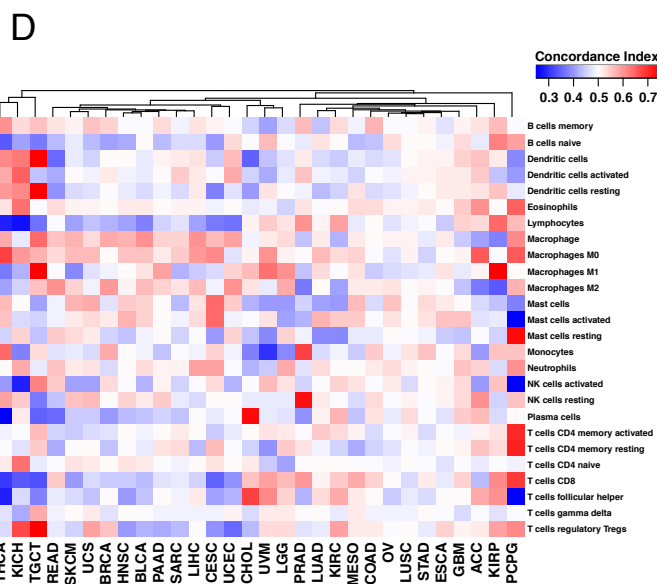 D
Concordance Index
0.3 0.4 0.5 0.6 0.7
B cells memory
B cells naive
Dendritic cells
Dendritic cells activated
Dendritic cells resting
Eosinophils
Lymphocytes
Macrophage
Macrophages M0
Macrophages M1
Macrophages M2
Mast cells
Mast cells activated
Mast cells resting
Monocytes
Neutrophils
NK cells activated
NK cells resting
Plasma cells
T cells CD4 memory activated
T cells CD4 memory resting
T cells CD4 naive
T cells CD8
T cells follicular helper
T cells gamma delta
T cells regulatory Tregs
THCA KICH TGCT READ SKCM UCS BRCA HNSC BLCA PAAD SARC LIHC CESC UCEC CHOL UVM LGG PRAD LUAD KIRC MESO COAD OV LUSC STAD ESCA GBM ACC KIRP PCPG